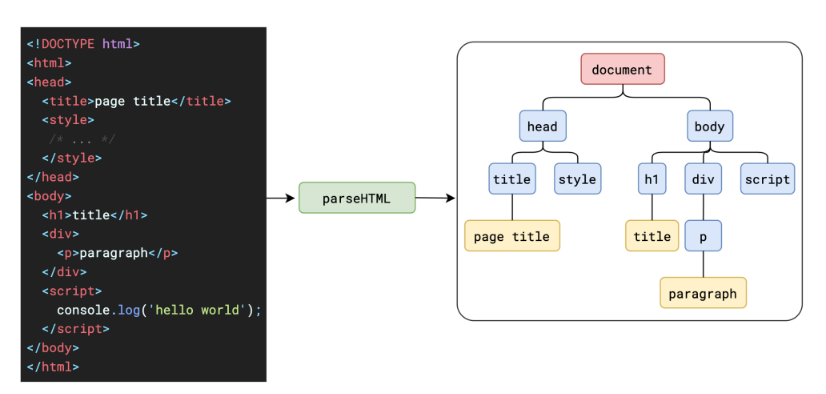 <!DOCTYPE html>
<html>
<head>
<title>page title</title>
<style>
/* ... */
</style>
</head>
<body>
<h1>title</h1>
<div>
<p>paragraph</p>
</div>
<script>
console.log('hello world');
</script>
</body>
</html>
parseHTML
document
head body
title style h1 div script
page title title p
paragraph